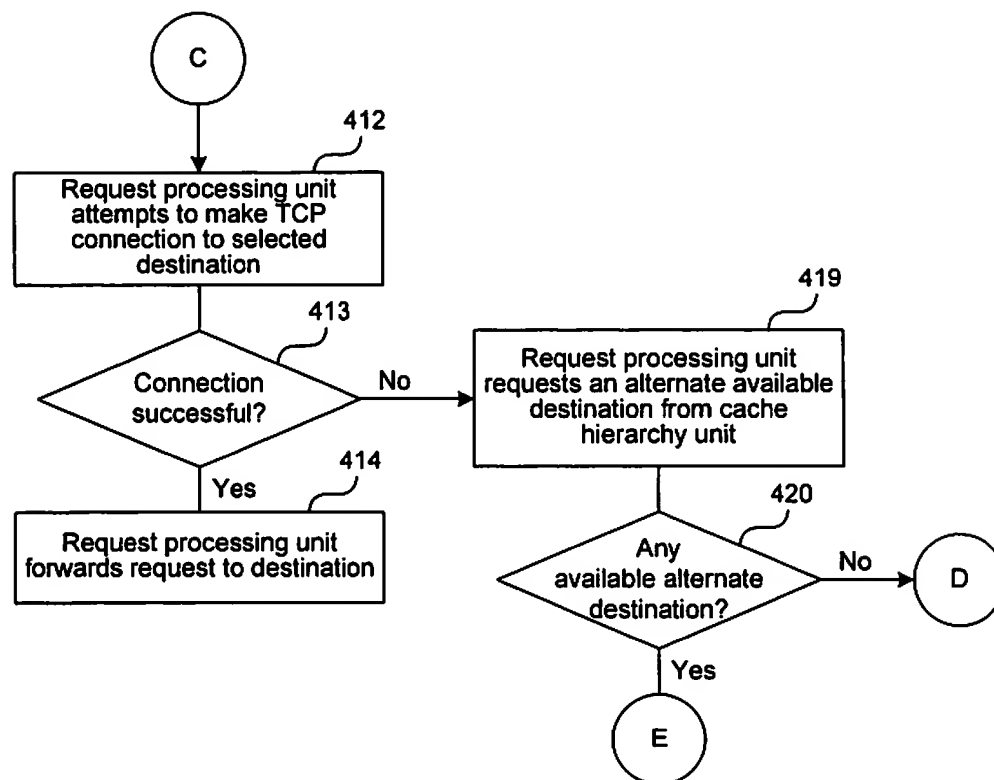 C
412
Request processing unit
attempts to make TCP
connection to selected
destination
413
Connection
successful?
No
Yes
414
Request processing unit
forwards request to destination
419
Request processing unit
requests an alternate available
destination from cache
hierarchy unit
420
Any
available alternate
destination?
No
D
Yes
E